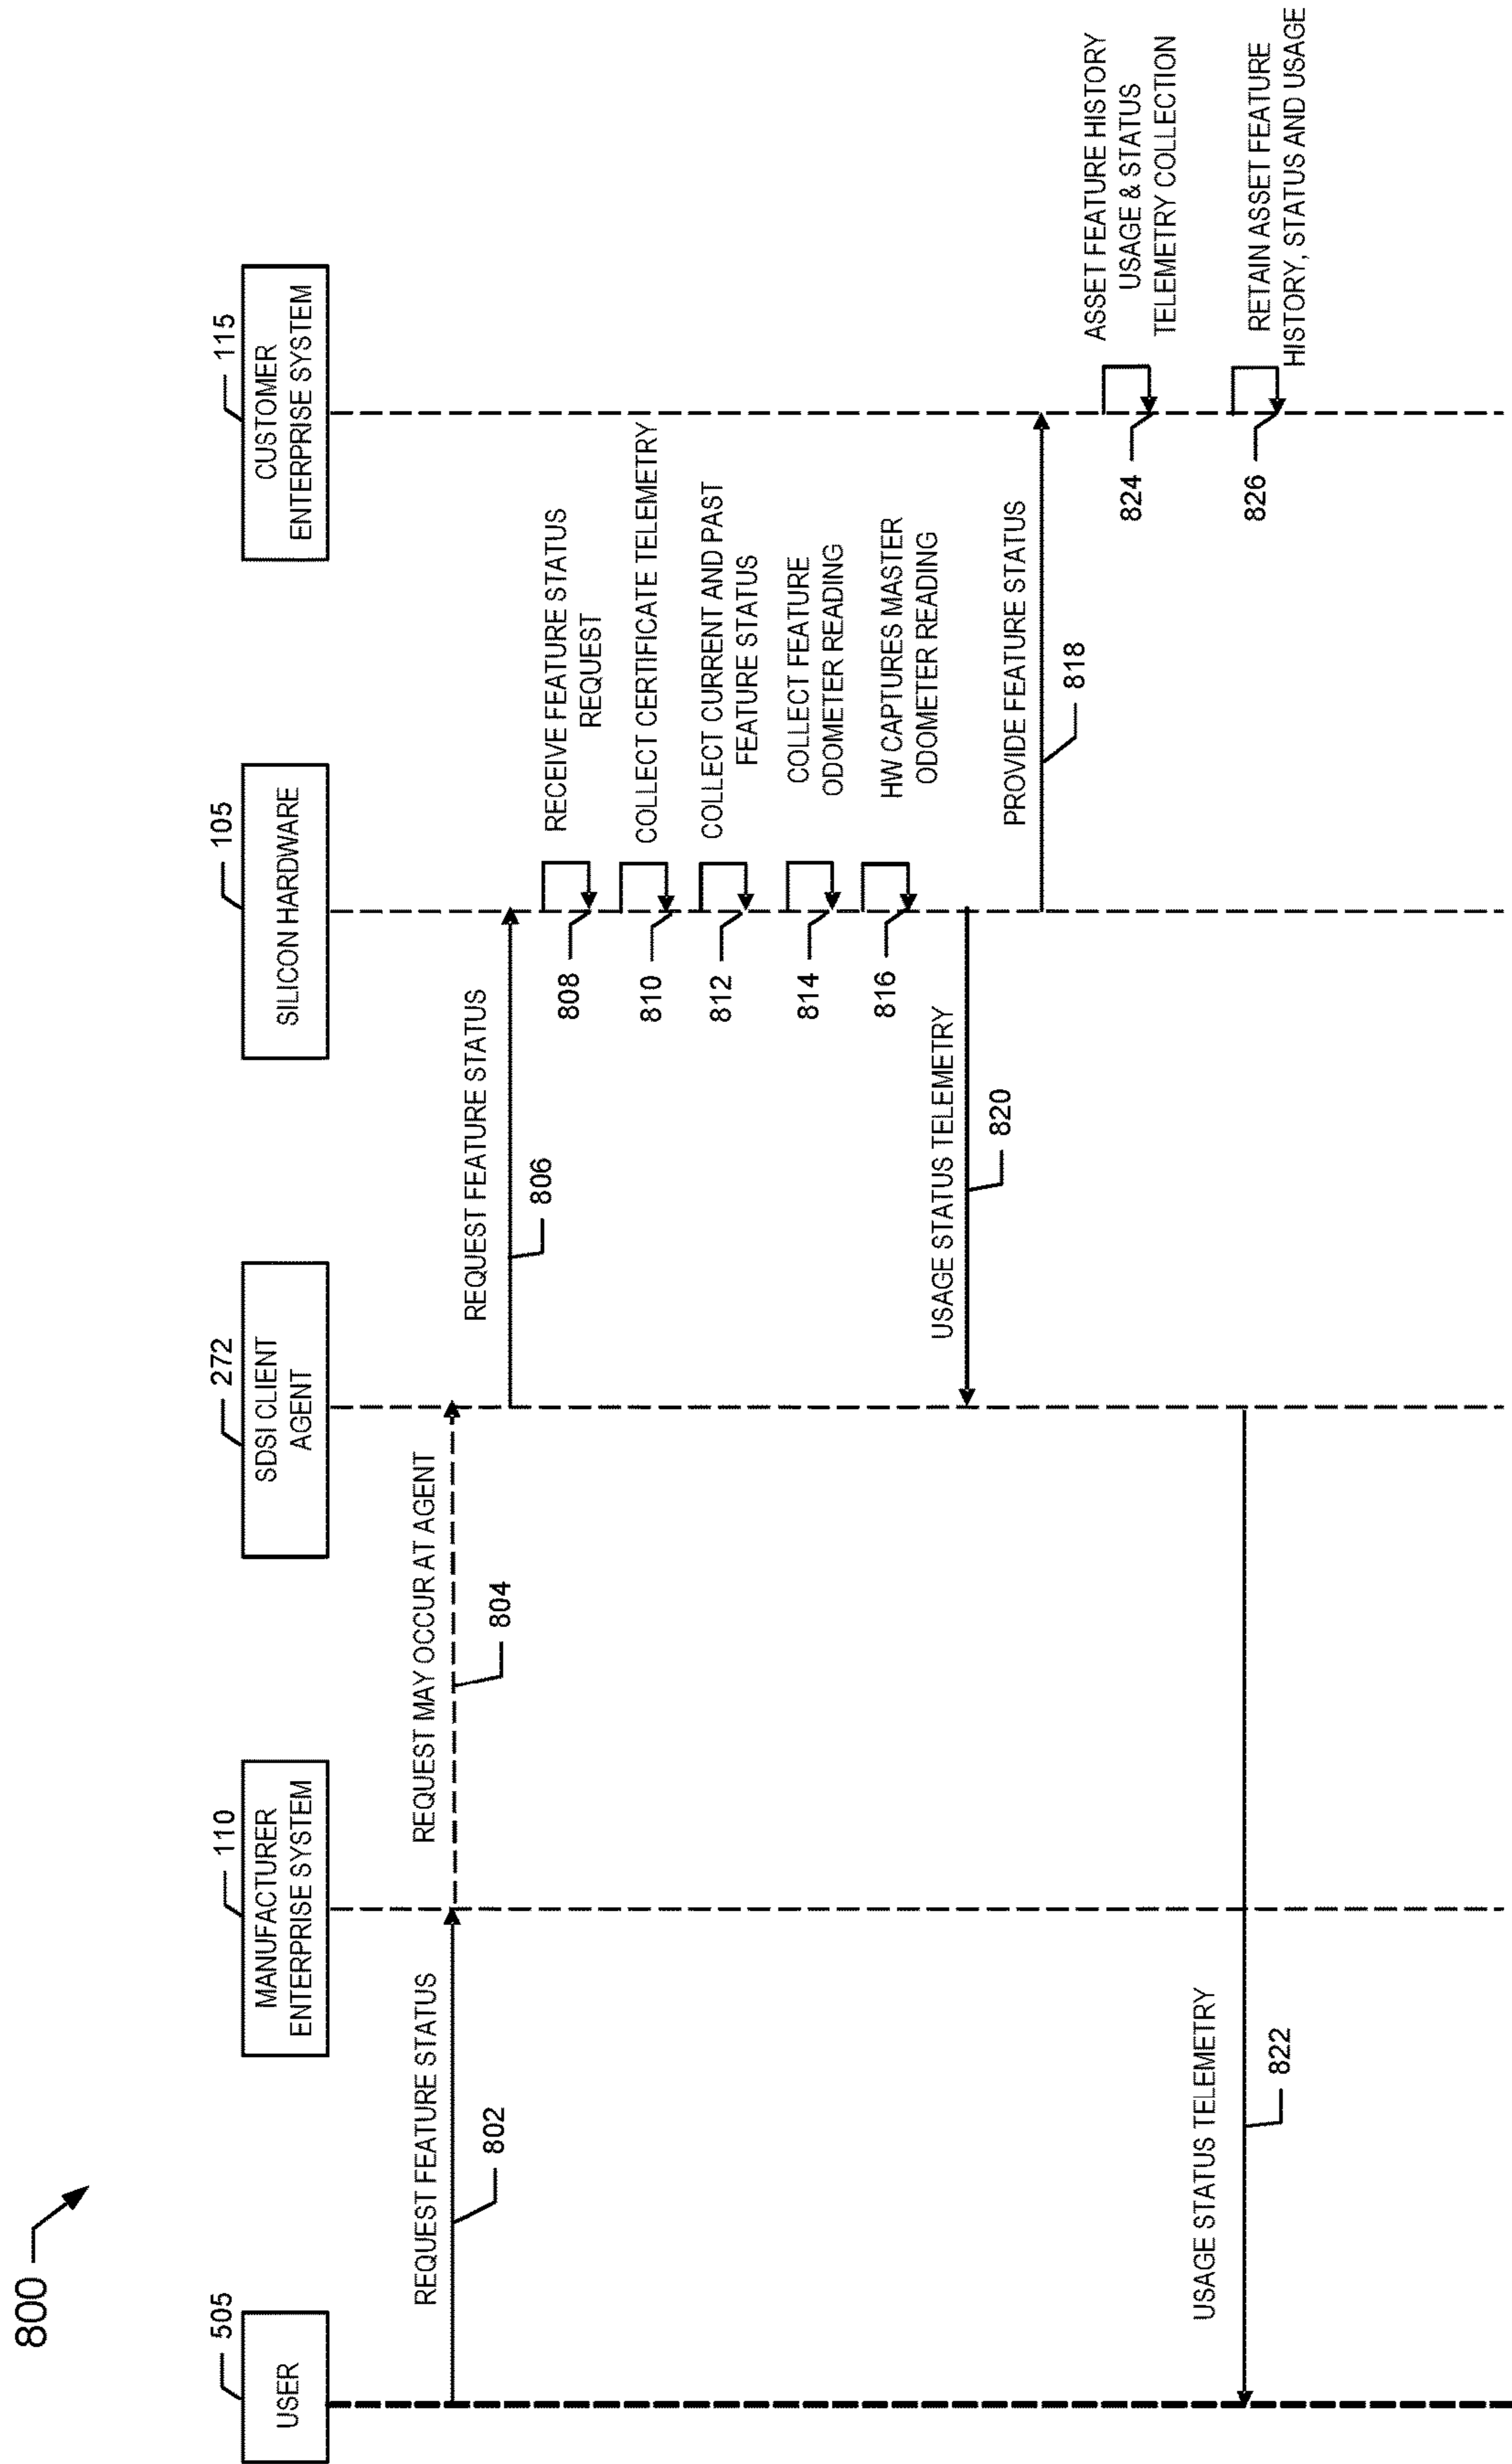 800
505
USER
110
MANUFACTURER
ENTERPRISE SYSTEM
272
SDSI CLIENT
AGENT
105
SILICON HARDWARE
115
CUSTOMER
ENTERPRISE SYSTEM
REQUEST FEATURE STATUS
802
REQUEST MAY OCCUR AT AGENT
804
REQUEST FEATURE STATUS
806
RECEIVE FEATURE STATUS
REQUEST
808
COLLECT CERTIFICATE TELEMETRY
810
COLLECT CURRENT AND PAST
FEATURE STATUS
812
COLLECT FEATURE
ODOMETER READING
814
HW CAPTURES MASTER
ODOMETER READING
816
USAGE STATUS TELEMETRY
820
PROVIDE FEATURE STATUS
818
ASSET FEATURE HISTORY
USAGE & STATUS
TELEMETRY COLLECTION
824
USAGE STATUS TELEMETRY
822
RETAIN ASSET FEATURE
HISTORY, STATUS AND USAGE
826